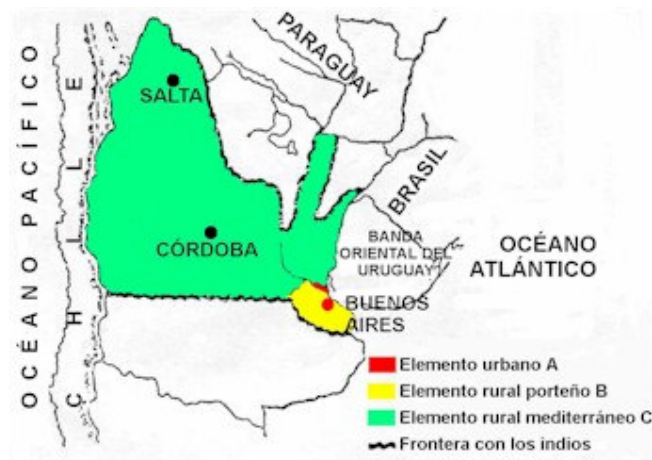 OCÉANO PACÍFICO
CHILE
PARAGUAY
SALTA
BRASIL
CÓRDOBA
BANDA
ORIENTAL DEL
URUGUAY
OCÉANO
ATLÁNTICO
BUENOS
AIRES
Elemento urbano A
Elemento rural porteño B
Elemento rural mediterráneo C
Frontera con los indios